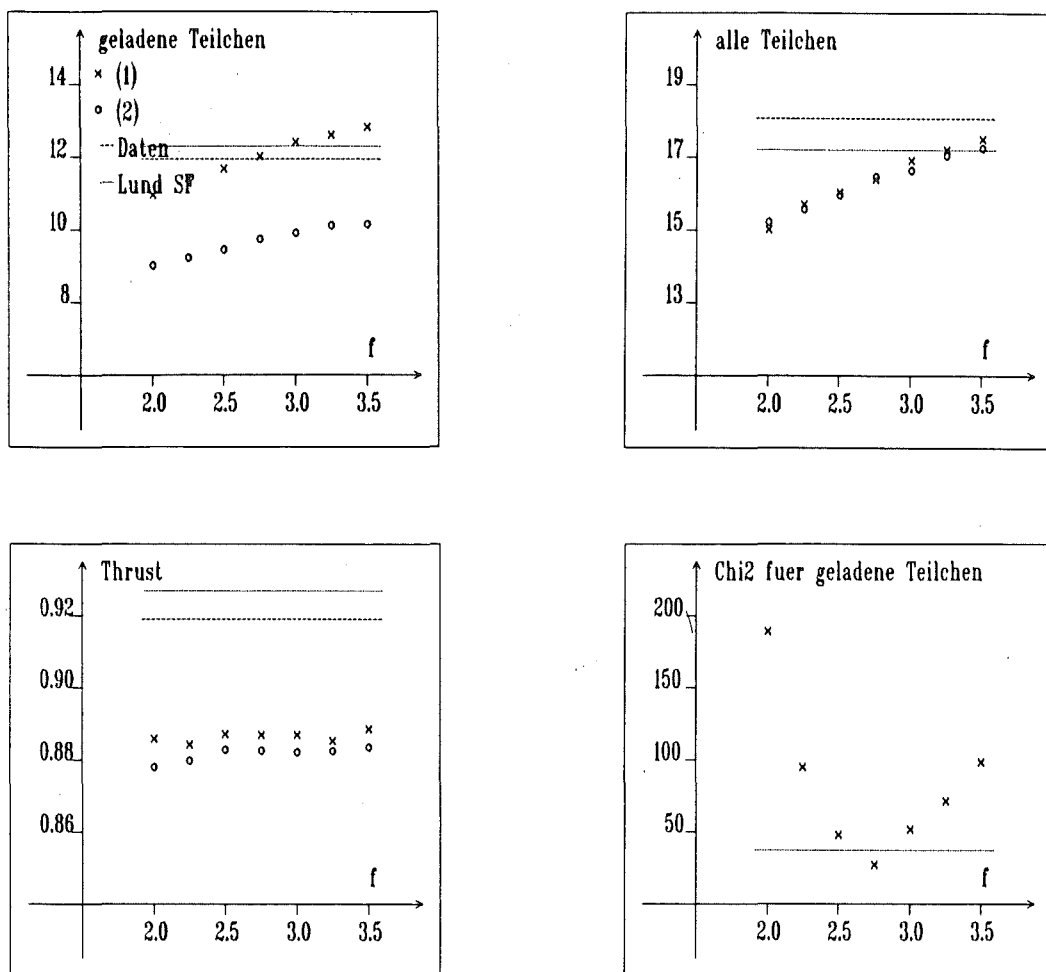 geladene Teilchen
14
× (1)
o (2)
12
--- Daten
— Lund SF
10
8
f
2.0 2.5 3.0 3.5
alle Teilchen
19
17
15
13
f
2.0 2.5 3.0 3.5
Thrust
0.92
0.90
0.88
0.86
f
2.0 2.5 3.0 3.5
Chi2 fuer geladene Teilchen
200
150
100
50
f
2.0 2.5 3.0 3.5